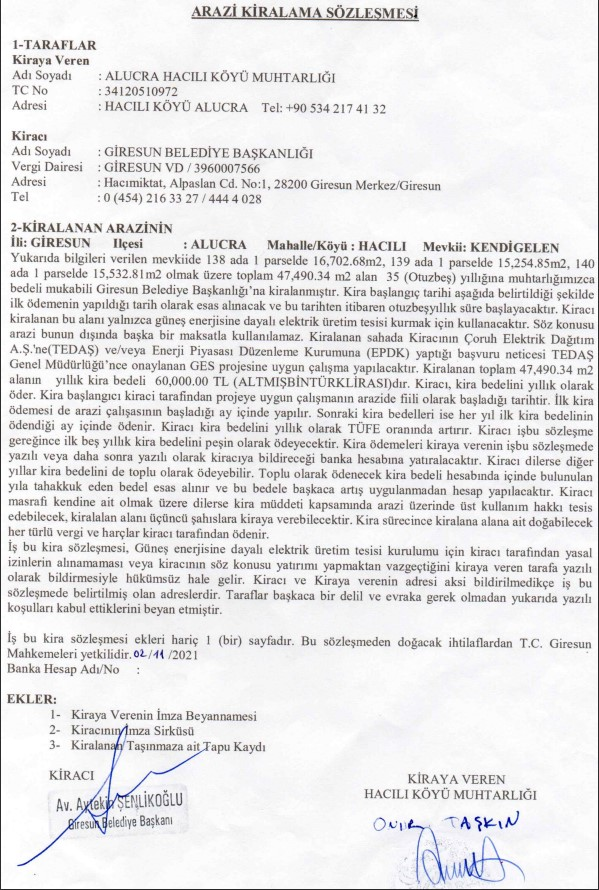 ARAZİ KİRALAMA SÖZLEŞMESİ
1-TARAFLAR
Kiraya Veren
Adı Soyadı : ALUCRA HACILI KÖYÜ MUHTARLIĞI
TC No : 34120510972
Adresi : HACILI KÖYÜ ALUCRA Tel: +90 534 217 41 32
Kiracı
Adı Soyadı : GİRESUN BELEDİYE BAŞKANLIĞI
Vergi Dairesi : GİRESUN VD / 3960007566
Adresi : Hacımiktat, Alpaslan Cd. No:1, 28200 Giresun Merkez/Giresun
Tel : 0 (454) 216 33 27 / 444 4 028
2-KİRALANAN ARAZİNİN
İli: GİRESUN Ilçesi : ALUCRA Mahalle/Köyü : HACILI Mevkii: KENDİGELEN
Yukarıda bilgileri verilen mevkiide 138 ada 1 parselde 16,702.68m2, 139 ada 1 parselde 15,254.85m2, 140
ada 1 parselde 15,532.81m2 olmak üzere toplam 47,490.34 m2 alan 35 (Otuzbeş) yıllığına muhtarlığımızca
bedeli mukabili Giresun Belediye Başkanlığı'na kiralanmıştır. Kira başlangıç tarihi aşağıda belirtildiği şekilde
ilk ödemenin yapıldığı tarih olarak esas alınacak ve bu tarihten itibaren otuzbeşyıllık süre başlayacaktır. Kiracı
kiralanan bu alanı yalnızca güneş enerjisine dayalı elektrik üretim tesisi kurmak için kullanacaktır. Söz konusu
arazi bunun dışında başka bir maksatla kullanılamaz. Kiralanan sahada Kiracının Çoruh Elektrik Dağıtım
A.Ş.'ne(TEDAŞ) ve/veya Enerji Piyasası Düzenleme Kurumuna (EPDK) yaptığı başvuru neticesi TEDAŞ
Genel Müdürlüğü'nce onaylanan GES projesine uygun çalışma yapılacaktır. Kiralanan toplam 47,490.34 m2
alanın yıllık kira bedeli 60,000.00 TL (ALTMIŞBİNTÜRKLİRASI)dır. Kiracı, kira bedelini yıllık olarak
öder. Kira başlangıcı kiraci tarafından projeye uygun çalışmanın arazide fiili olarak başladığı tarihtir. İlk kira
ödemesi de arazi çalışasının başladığı ay içinde yapılır. Sonraki kira bedelleri ise her yıl ilk kira bedelinin
ödendiği ay içinde ödenir. Kiracı kira bedelini yıllık olarak TÜFE oranında artırır. Kiracı işbu sözleşme
gereğince ilk beş yıllık kira bedelini peşin olarak ödeyecektir. Kira ödemeleri kiraya verenin işbu sözleşmede
yazılı veya daha sonra yazılı olarak kiracıya bildireceği banka hesabına yatıralacaktır. Kiracı dilerse diğer
yıllar kira bedelini de toplu olarak ödeyebilir. Toplu olarak ödenecek kira bedeli hesabında içinde bulunulan
yıla tahakkuk eden bedel esas alınır ve bu bedele başkaca artış uygulanmadan hesap yapılacaktır. Kiracı
masrafı kendine ait olmak üzere dilerse kira müddeti kapsamında arazi üzerinde üst kullanım hakkı tesis
edebilecek, kiralalan alanı üçüncü şahıslara kiraya verebilecektir. Kira sürecince kiralana alana ait doğabilecek
her türlü vergi ve harçlar kiracı tarafından ödenir.
İş bu kira sözleşmesi, Güneş enerjisine dayalı elektrik üretim tesisi kurulumu için kiracı tarafından yasal
izinlerin alınamaması veya kiracının söz konusu yatırımı yapmaktan vazgeçtiğini kiraya veren tarafa yazılı
olarak bildirmesiyle hükümsüz hale gelir. Kiracı ve Kiraya verenin adresi aksi bildirilmedikçe iş bu
sözleşmede belirtilmiş olan adreslerdir. Taraflar başkaca bir delil ve evraka gerek olmadan yukarıda yazılı
koşulları kabul ettiklerini beyan etmiştir.
İş bu kira sözleşmesi ekleri hariç 1 (bir) sayfadır. Bu sözleşmeden doğacak ihtilaflardan T.C. Giresun
Mahkemeleri yetkilidir. 02/11/2021
Banka Hesap Adı/No :
EKLER:
1- Kiraya Verenin İmza Beyannamesi
2- Kiracının İmza Sirküsü
3- Kiralanan Taşınmaza ait Tapu Kaydı
KİRACI
Av. Aytekin ŞENLİKOĞLU
Giresun Belediye Başkanı
KİRAYA VEREN
HACILI KÖYÜ MUHTARLIĞI
Onur TAŞKIN